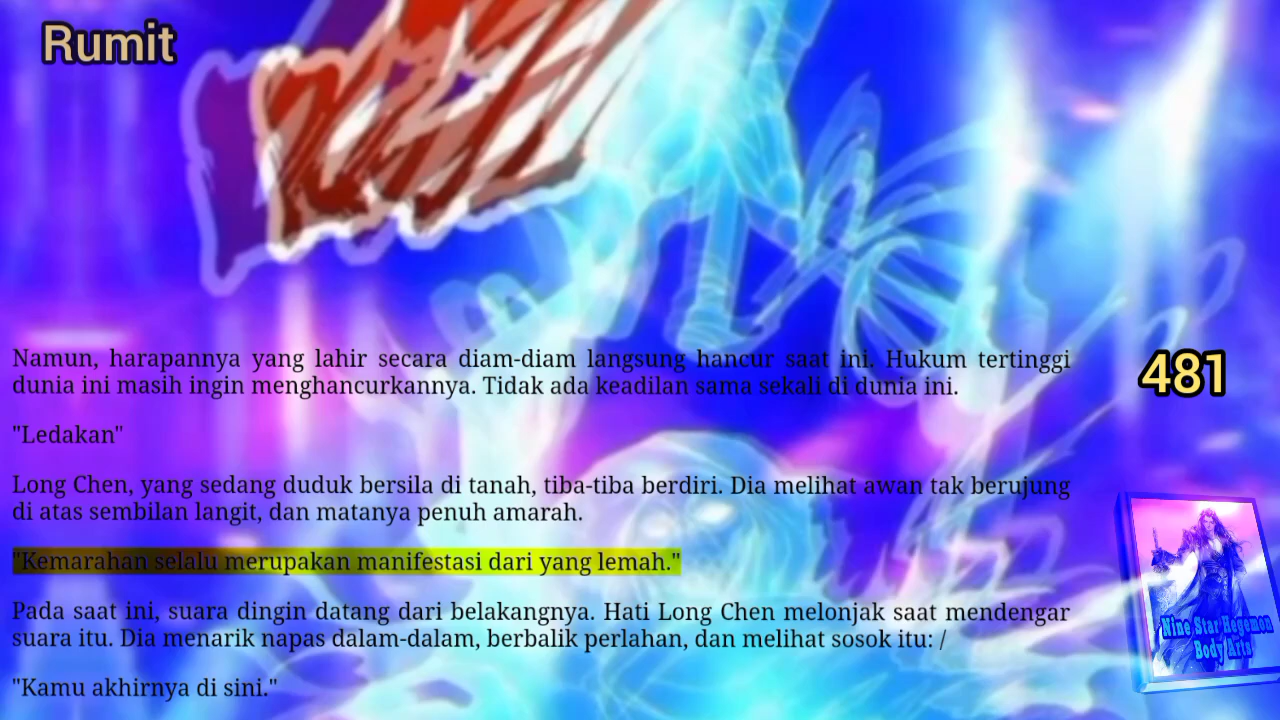 Rumit
Namun, harapannya yang lahir secara diam-diam langsung hancur saat ini. Hukum tertinggi
dunia ini masih ingin menghancurkannya. Tidak ada keadilan sama sekali di dunia ini.
"Ledakan"
Long Chen, yang sedang duduk bersila di tanah, tiba-tiba berdiri. Dia melihat awan tak berujung
di atas sembilan langit, dan matanya penuh amarah.
"Kemarahan selalu merupakan manifestasi dari yang lemah."
Pada saat ini, suara dingin datang dari belakangnya. Hati Long Chen melonjak saat mendengar
suara itu. Dia menarik napas dalam-dalam, berbalik perlahan, dan melihat sosok itu: /
"Kamu akhirnya di sini."
481
Nine Star Hegemon
Body Arts